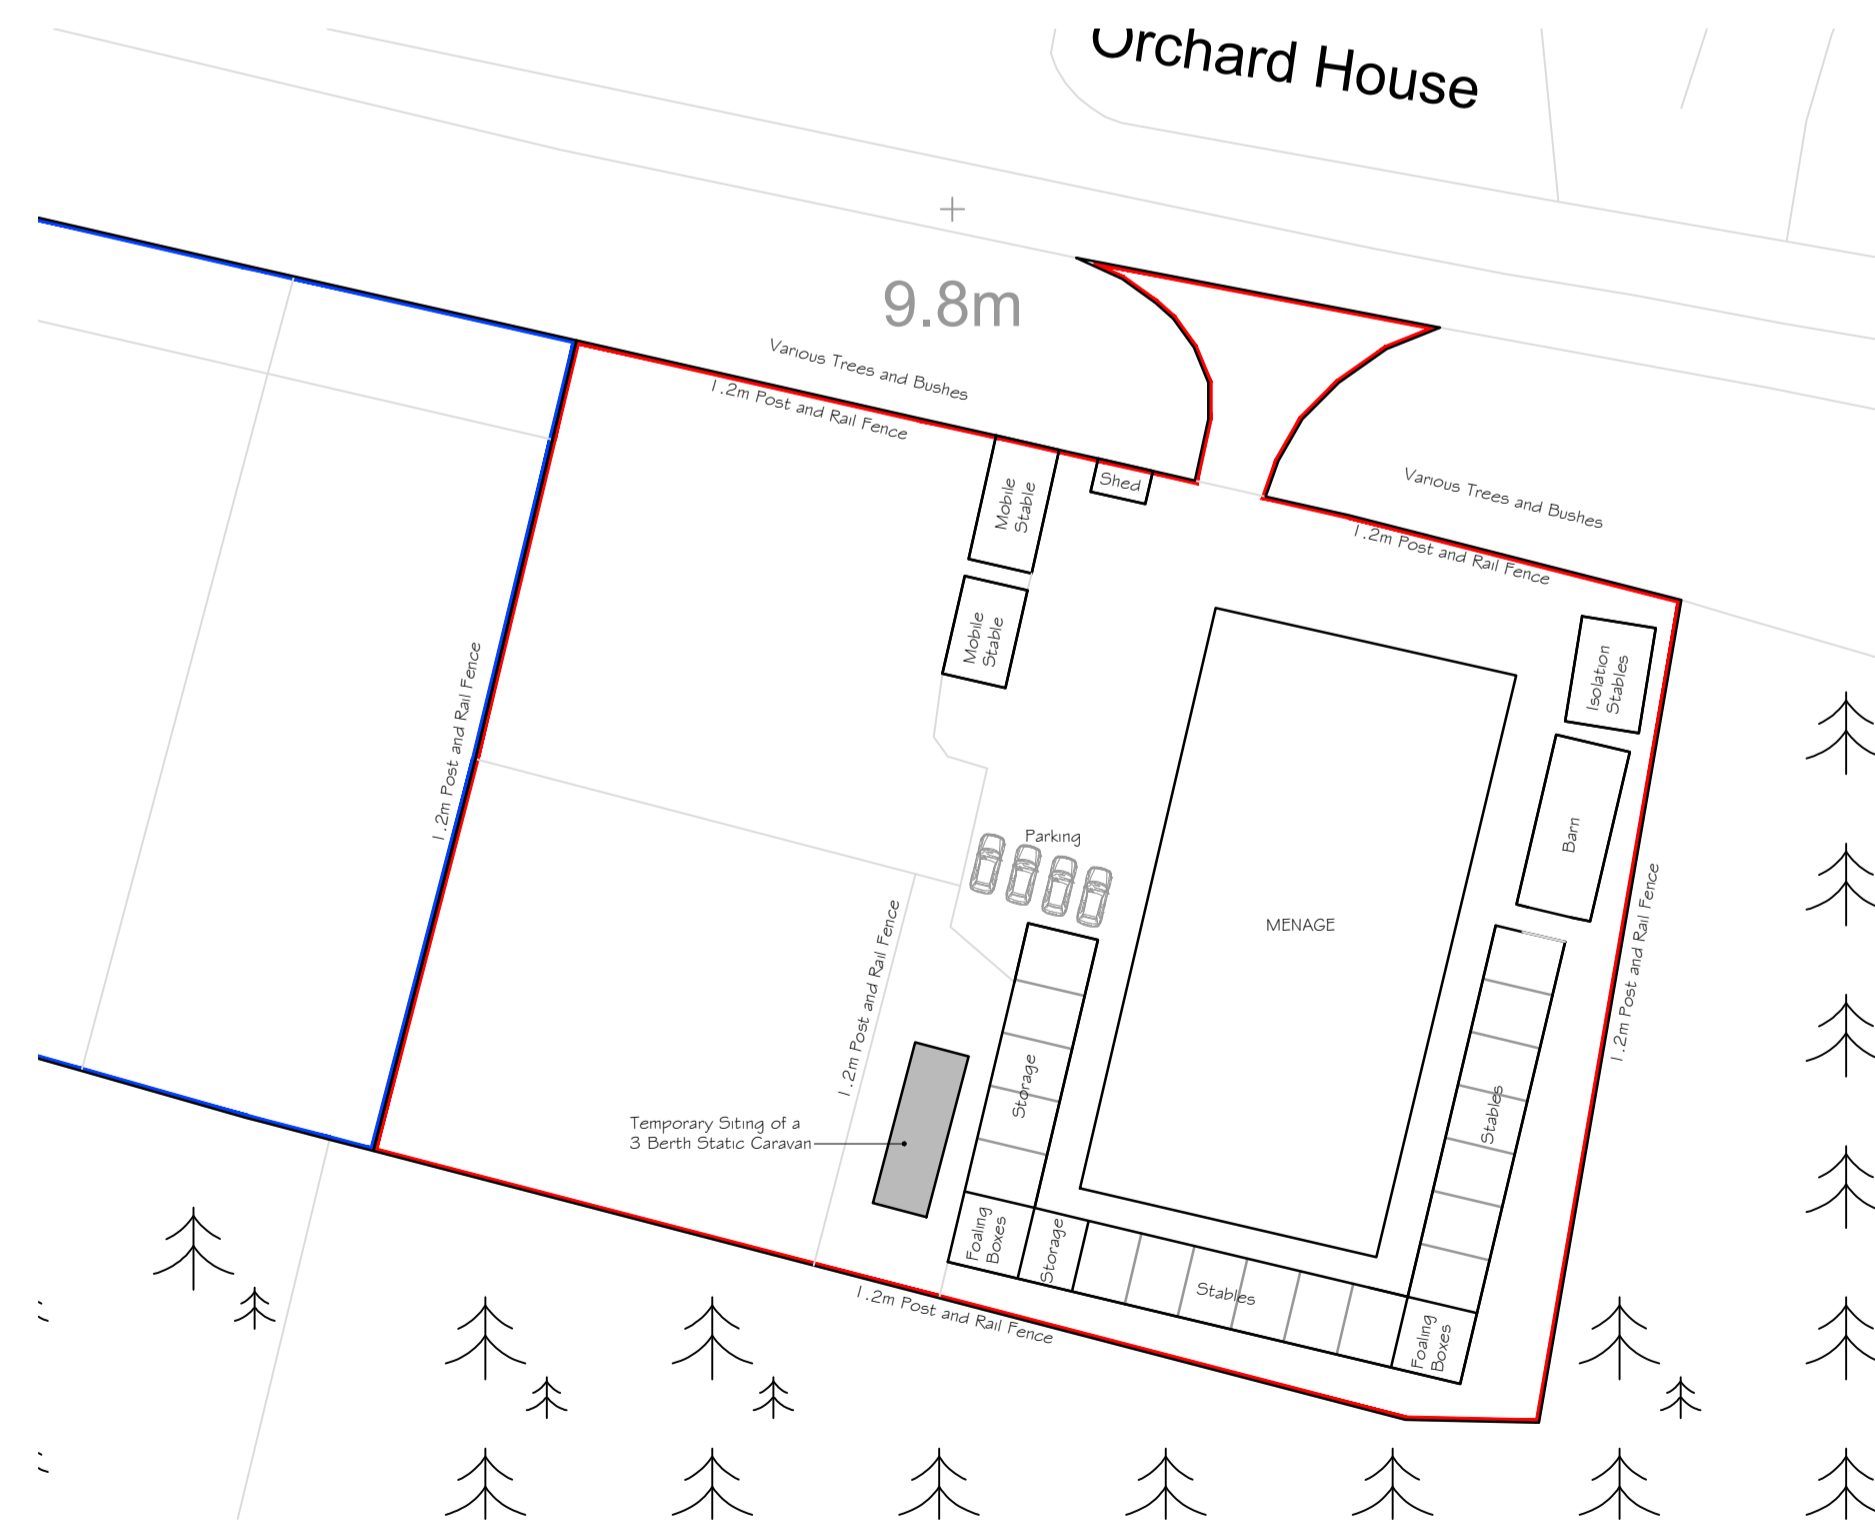 Orchard House
9.8m
Various Trees and Bushes
1.2m Post and Rail Fence
Mobile
Stable
Shed
Various Trees and Bushes
1.2m Post and Rail Fence
Mobile
Stable
Isolation
Stables
1.2m Post and Rail Fence
Parking
Barn
MENAGE
1.2m Post and Rail Fence
1.2m Post and Rail Fence
Storage
Stables
Temporary Siting of a
3 Berth Static Caravan
Foaling
Boxes
Storage
Stables
1.2m Post and Rail Fence
Foaling
Boxes